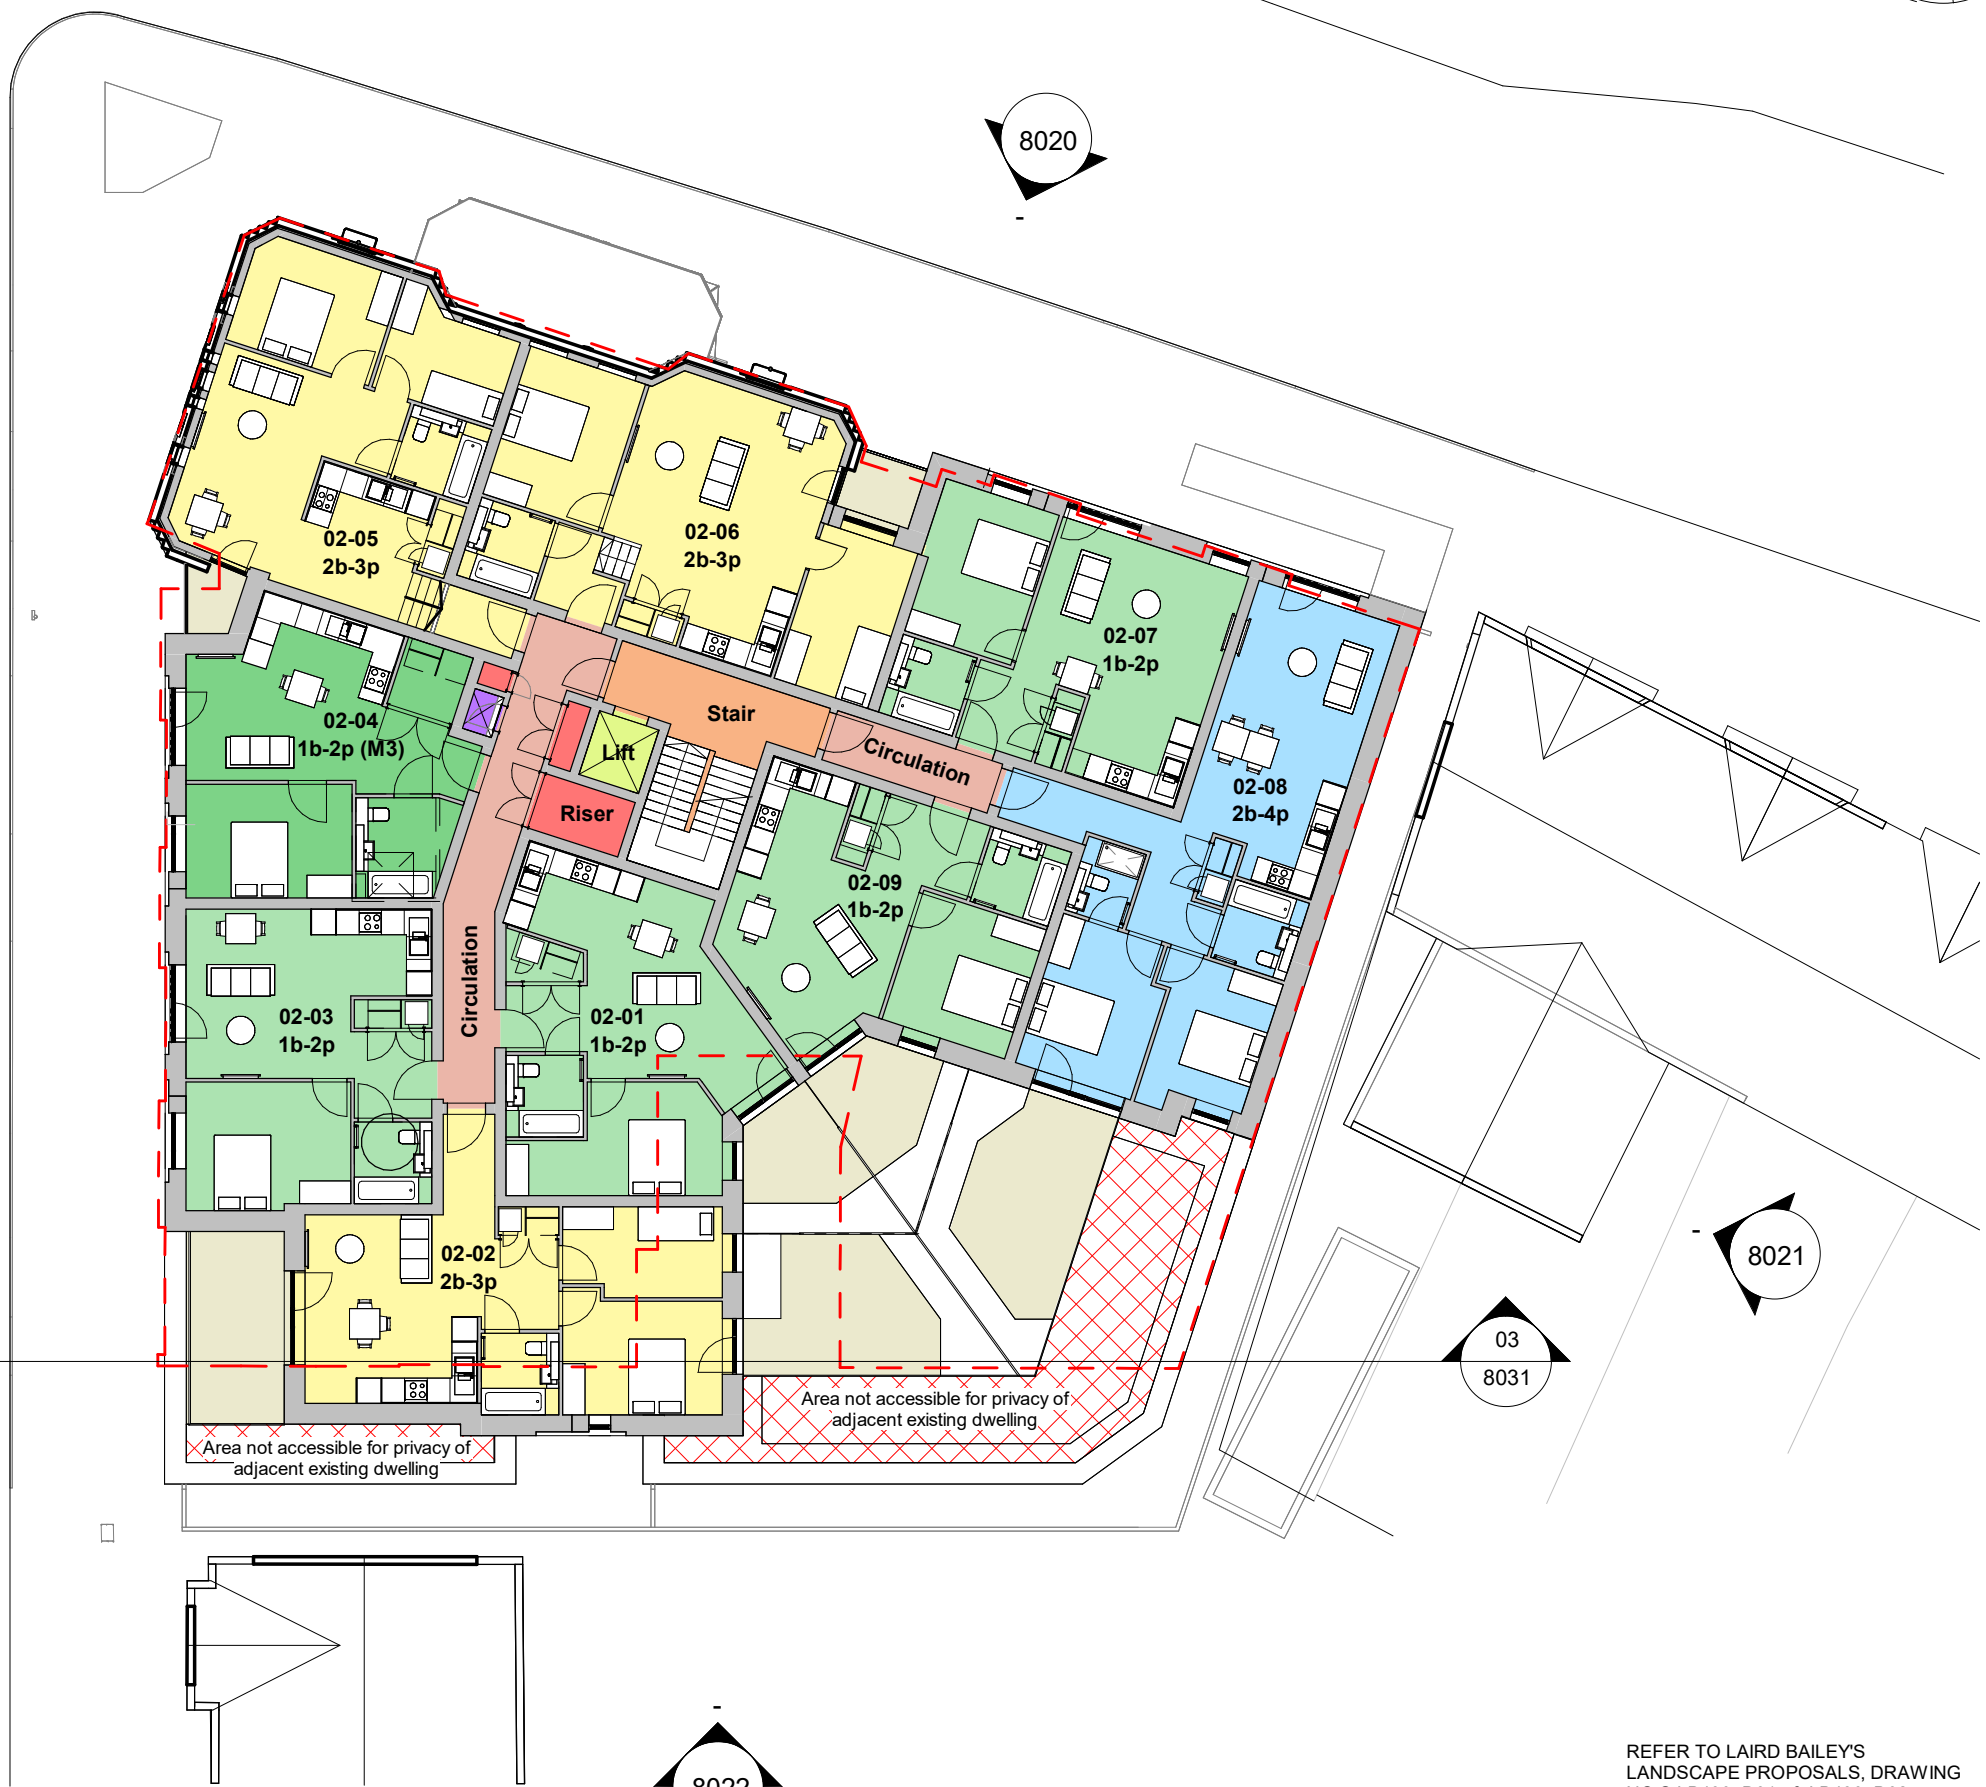 8020
02-05
2b-3p
02-06
2b-3p
02-07
1b-2p
02-04
1b-2p (M3)
Stair
Lift
Circulation
Riser
02-08
2b-4p
02-09
1b-2p
Circulation
02-03
1b-2p
02-01
1b-2p
02-02
2b-3p
8021
03
8031
Area not accessible for privacy of
adjacent existing dwelling
Area not accessible for privacy of
adjacent existing dwelling
8022
REFER TO LAIRD BAILEY'S
LANDSCAPE PROPOSALS, DRAWING